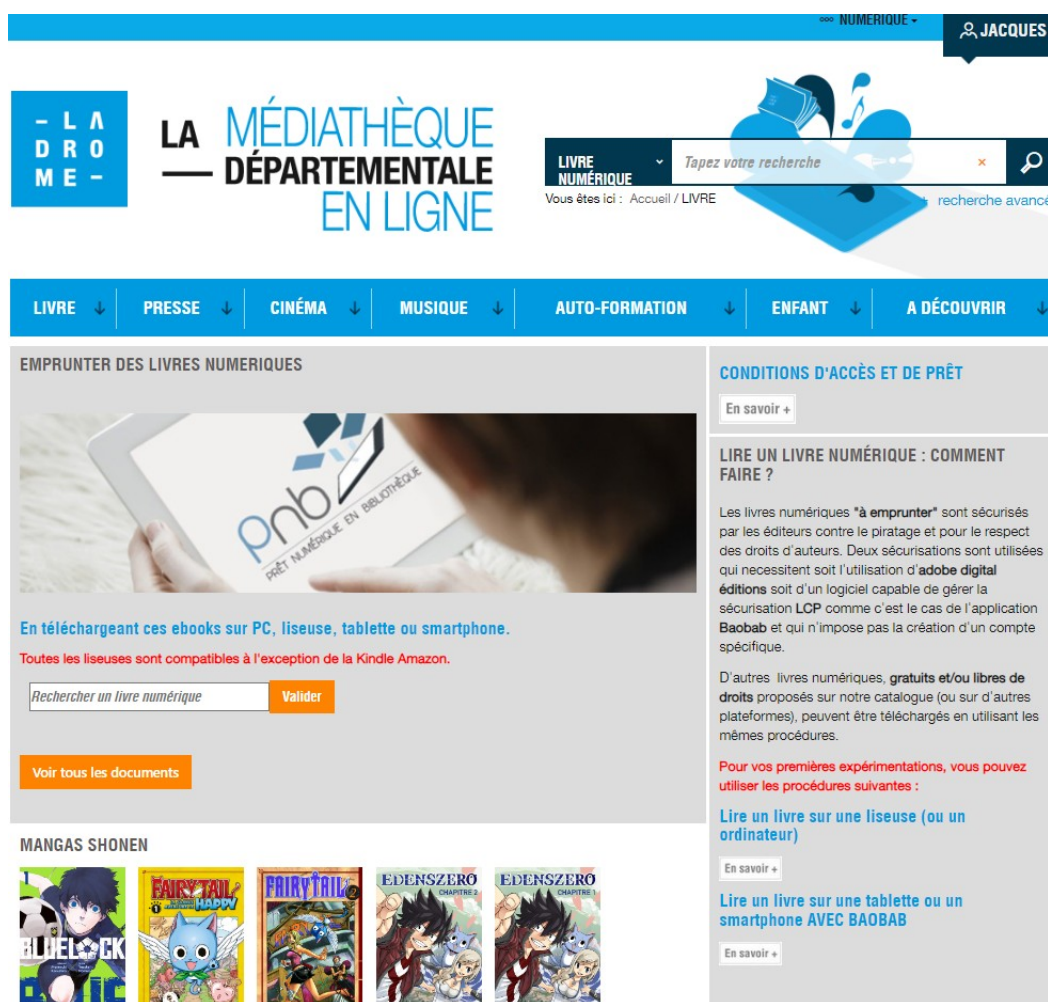 NUMERIQUE
JACQUES
– L A
D R O
M E –
LA MÉDIATHÈQUE
— DÉPARTEMENTALE
EN LIGNE
LIVRE
NUMÉRIQUE
Tapez votre recherche
×
Vous êtes ici : Accueil / LIVRE
+ recherche avancé
LIVRE
PRESSE
CINÉMA
MUSIQUE
AUTO-FORMATION
ENFANT
A DÉCOUVRIR
EMPRUNTER DES LIVRES NUMERIQUES
pnb
PRÊT NUMÉRIQUE EN BIBLIOTHÈQUE
En téléchargeant ces ebooks sur PC, liseuse, tablette ou smartphone.
Toutes les liseuses sont compatibles à l'exception de la Kindle Amazon.
Rechercher un livre numérique
Valider
Voir tous les documents
MANGAS SHONEN
1
BLUELOCK
FAIRY TAIL
HAPPY
FAIRY TAIL
2
EDENSZERO
CHAPITRE 2
EDENSZERO
CHAPITRE 1
CONDITIONS D'ACCÈS ET DE PRÊT
En savoir +
LIRE UN LIVRE NUMÉRIQUE : COMMENT
FAIRE ?
Les livres numériques "à emprunter" sont sécurisés
par les éditeurs contre le piratage et pour le respect
des droits d'auteurs. Deux sécurisations sont utilisées
qui necessitent soit l'utilisation d'adobe digital
éditions soit d'un logiciel capable de gérer la
sécurisation LCP comme c'est le cas de l'application
Baobab et qui n'impose pas la création d'un compte
spécifique.
D'autres livres numériques, gratuits et/ou libres de
droits proposés sur notre catalogue (ou sur d'autres
plateformes), peuvent être téléchargés en utilisant les
mêmes procédures.
Pour vos premières expérimentations, vous pouvez
utiliser les procédures suivantes :
Lire un livre sur une liseuse (ou un
ordinateur)
En savoir +
Lire un livre sur une tablette ou un
smartphone AVEC BAOBAB
En savoir +